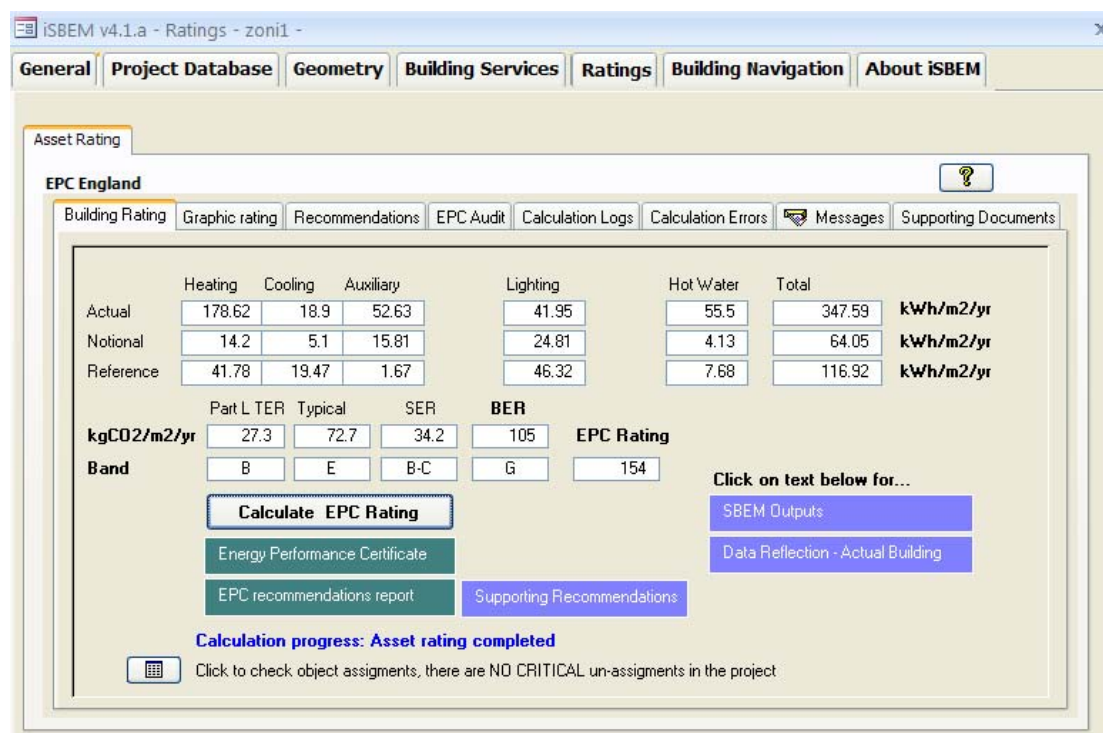 iSBEM v4.1.a - Ratings - zoni1 -
General Project Database Geometry Building Services Ratings Building Navigation About iSBEM
Asset Rating
EPC England
?
Building Rating Graphic rating Recommendations EPC Audit Calculation Logs Calculation Errors Messages Supporting Documents
Heating Cooling Auxiliary Lighting Hot Water Total
Actual 178.62 18.9 52.63 41.95 55.5 347.59 kWh/m2/yr
Notional 14.2 5.1 15.81 24.81 4.13 64.05 kWh/m2/yr
Reference 41.78 19.47 1.67 46.32 7.68 116.92 kWh/m2/yr
Part L TER Typical SER BER
kgCO2/m2/yr 27.3 72.7 34.2 105 EPC Rating
Band B E B-C G 154
Click on text below for...
Calculate EPC Rating SBEM Outputs
Energy Performance Certificate Data Reflection - Actual Building
EPC recommendations report Supporting Recommendations
Calculation progress: Asset rating completed
Click to check object assigments, there are NO CRITICAL un-assigments in the project